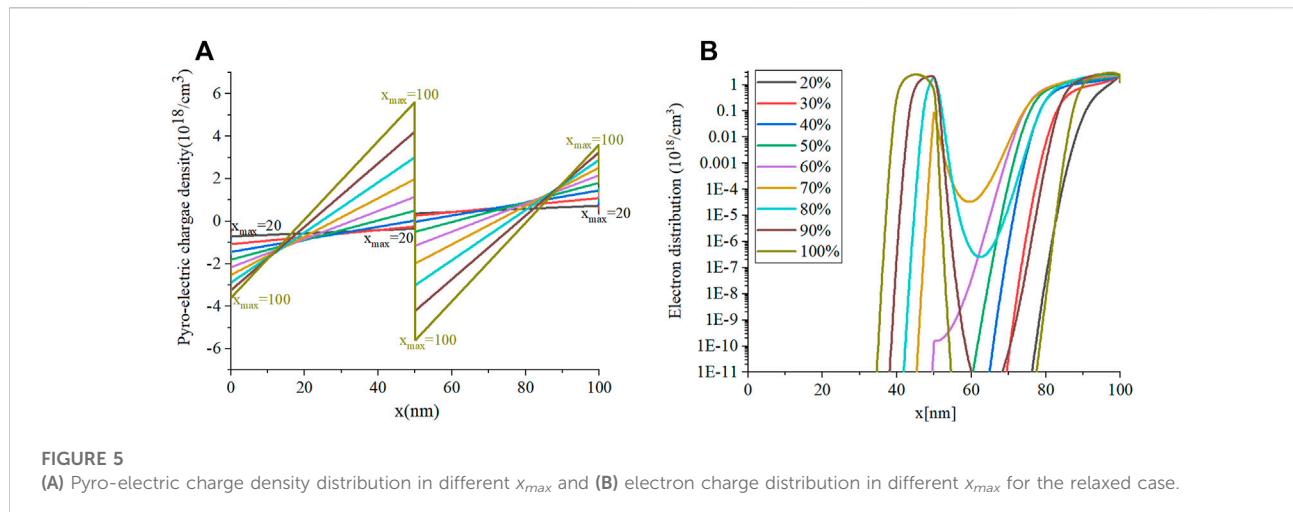 A
Pyro-electric chargae density(10^18/cm^3)
6
4
2
0
-2
-4
-6
x_max=100
x_max=100
x_max=20
x_max=20
x_max=20
x_max=100
x_max=100
0 20 40 60 80 100
x(nm)
B
Electron distribution (10^18/cm^3)
1
0.1
0.01
0.001
1E-4
1E-5
1E-6
1E-7
1E-8
1E-9
1E-10
1E-11
20%
30%
40%
50%
60%
70%
80%
90%
100%
0 20 40 60 80 100
x[nm]
FIGURE 5
(A) Pyro-electric charge density distribution in different x_max and (B) electron charge distribution in different x_max for the relaxed case.